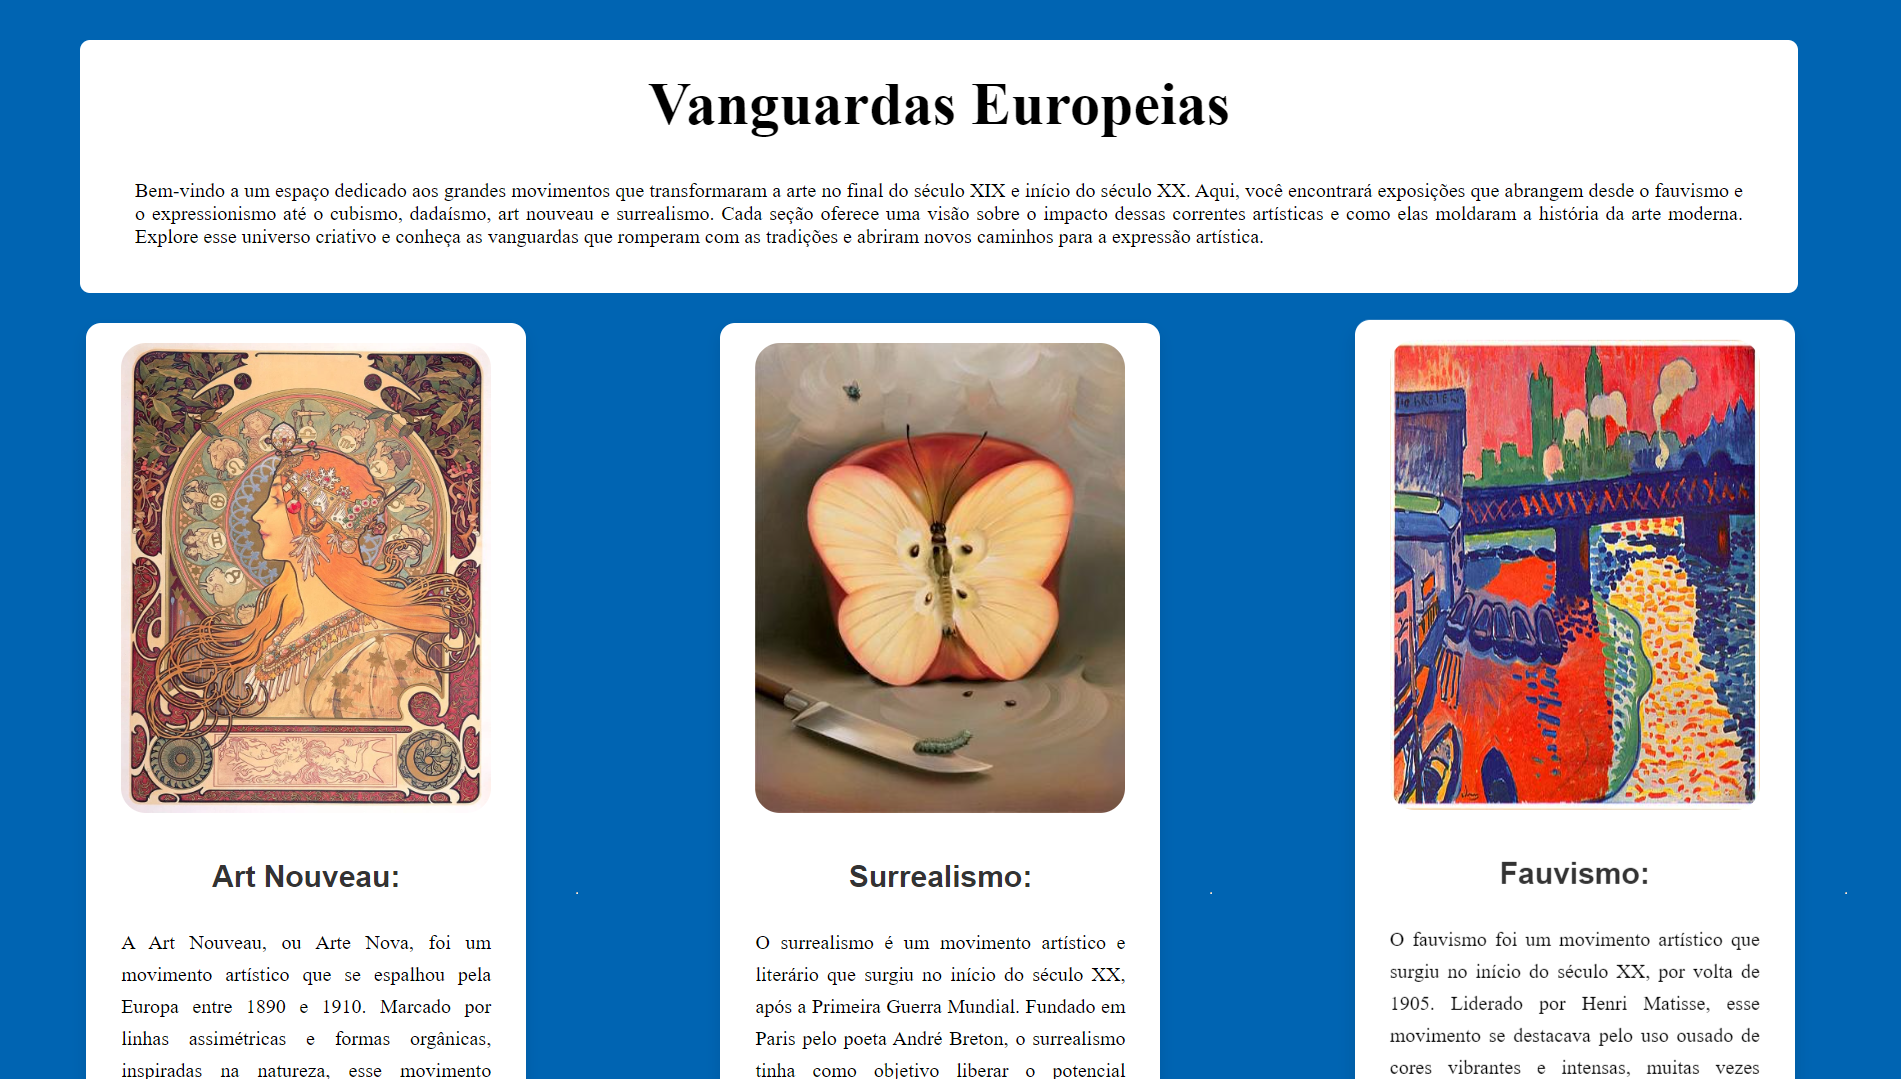 Vanguardas Europeias
Bem-vindo a um espaço dedicado aos grandes movimentos que transformaram a arte no final do século XIX e início do século XX. Aqui, você encontrará exposições que abrangem desde o fauvismo e
o expressionismo até o cubismo, dadaísmo, art nouveau e surrealismo. Cada seção oferece uma visão sobre o impacto dessas correntes artísticas e como elas moldaram a história da arte moderna.
Explore esse universo criativo e conheça as vanguardas que romperam com as tradições e abriram novos caminhos para a expressão artística.
Art Nouveau:
A Art Nouveau, ou Arte Nova, foi um
movimento artístico que se espalhou pela
Europa entre 1890 e 1910. Marcado por
linhas assimétricas e formas orgânicas,
inspiradas na natureza, esse movimento
Surrealismo:
O surrealismo é um movimento artístico e
literário que surgiu no início do século XX,
após a Primeira Guerra Mundial. Fundado em
Paris pelo poeta André Breton, o surrealismo
tinha como objetivo liberar o potencial
Fauvismo:
O fauvismo foi um movimento artístico que
surgiu no início do século XX, por volta de
1905. Liderado por Henri Matisse, esse
movimento se destacava pelo uso ousado de
cores vibrantes e intensas, muitas vezes